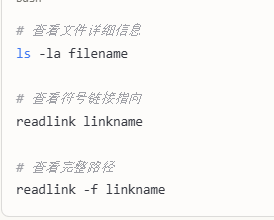 # 查看文件详细信息
ls -la filename
# 查看符号链接指向
readlink linkname
# 查看完整路径
readlink -f linkname